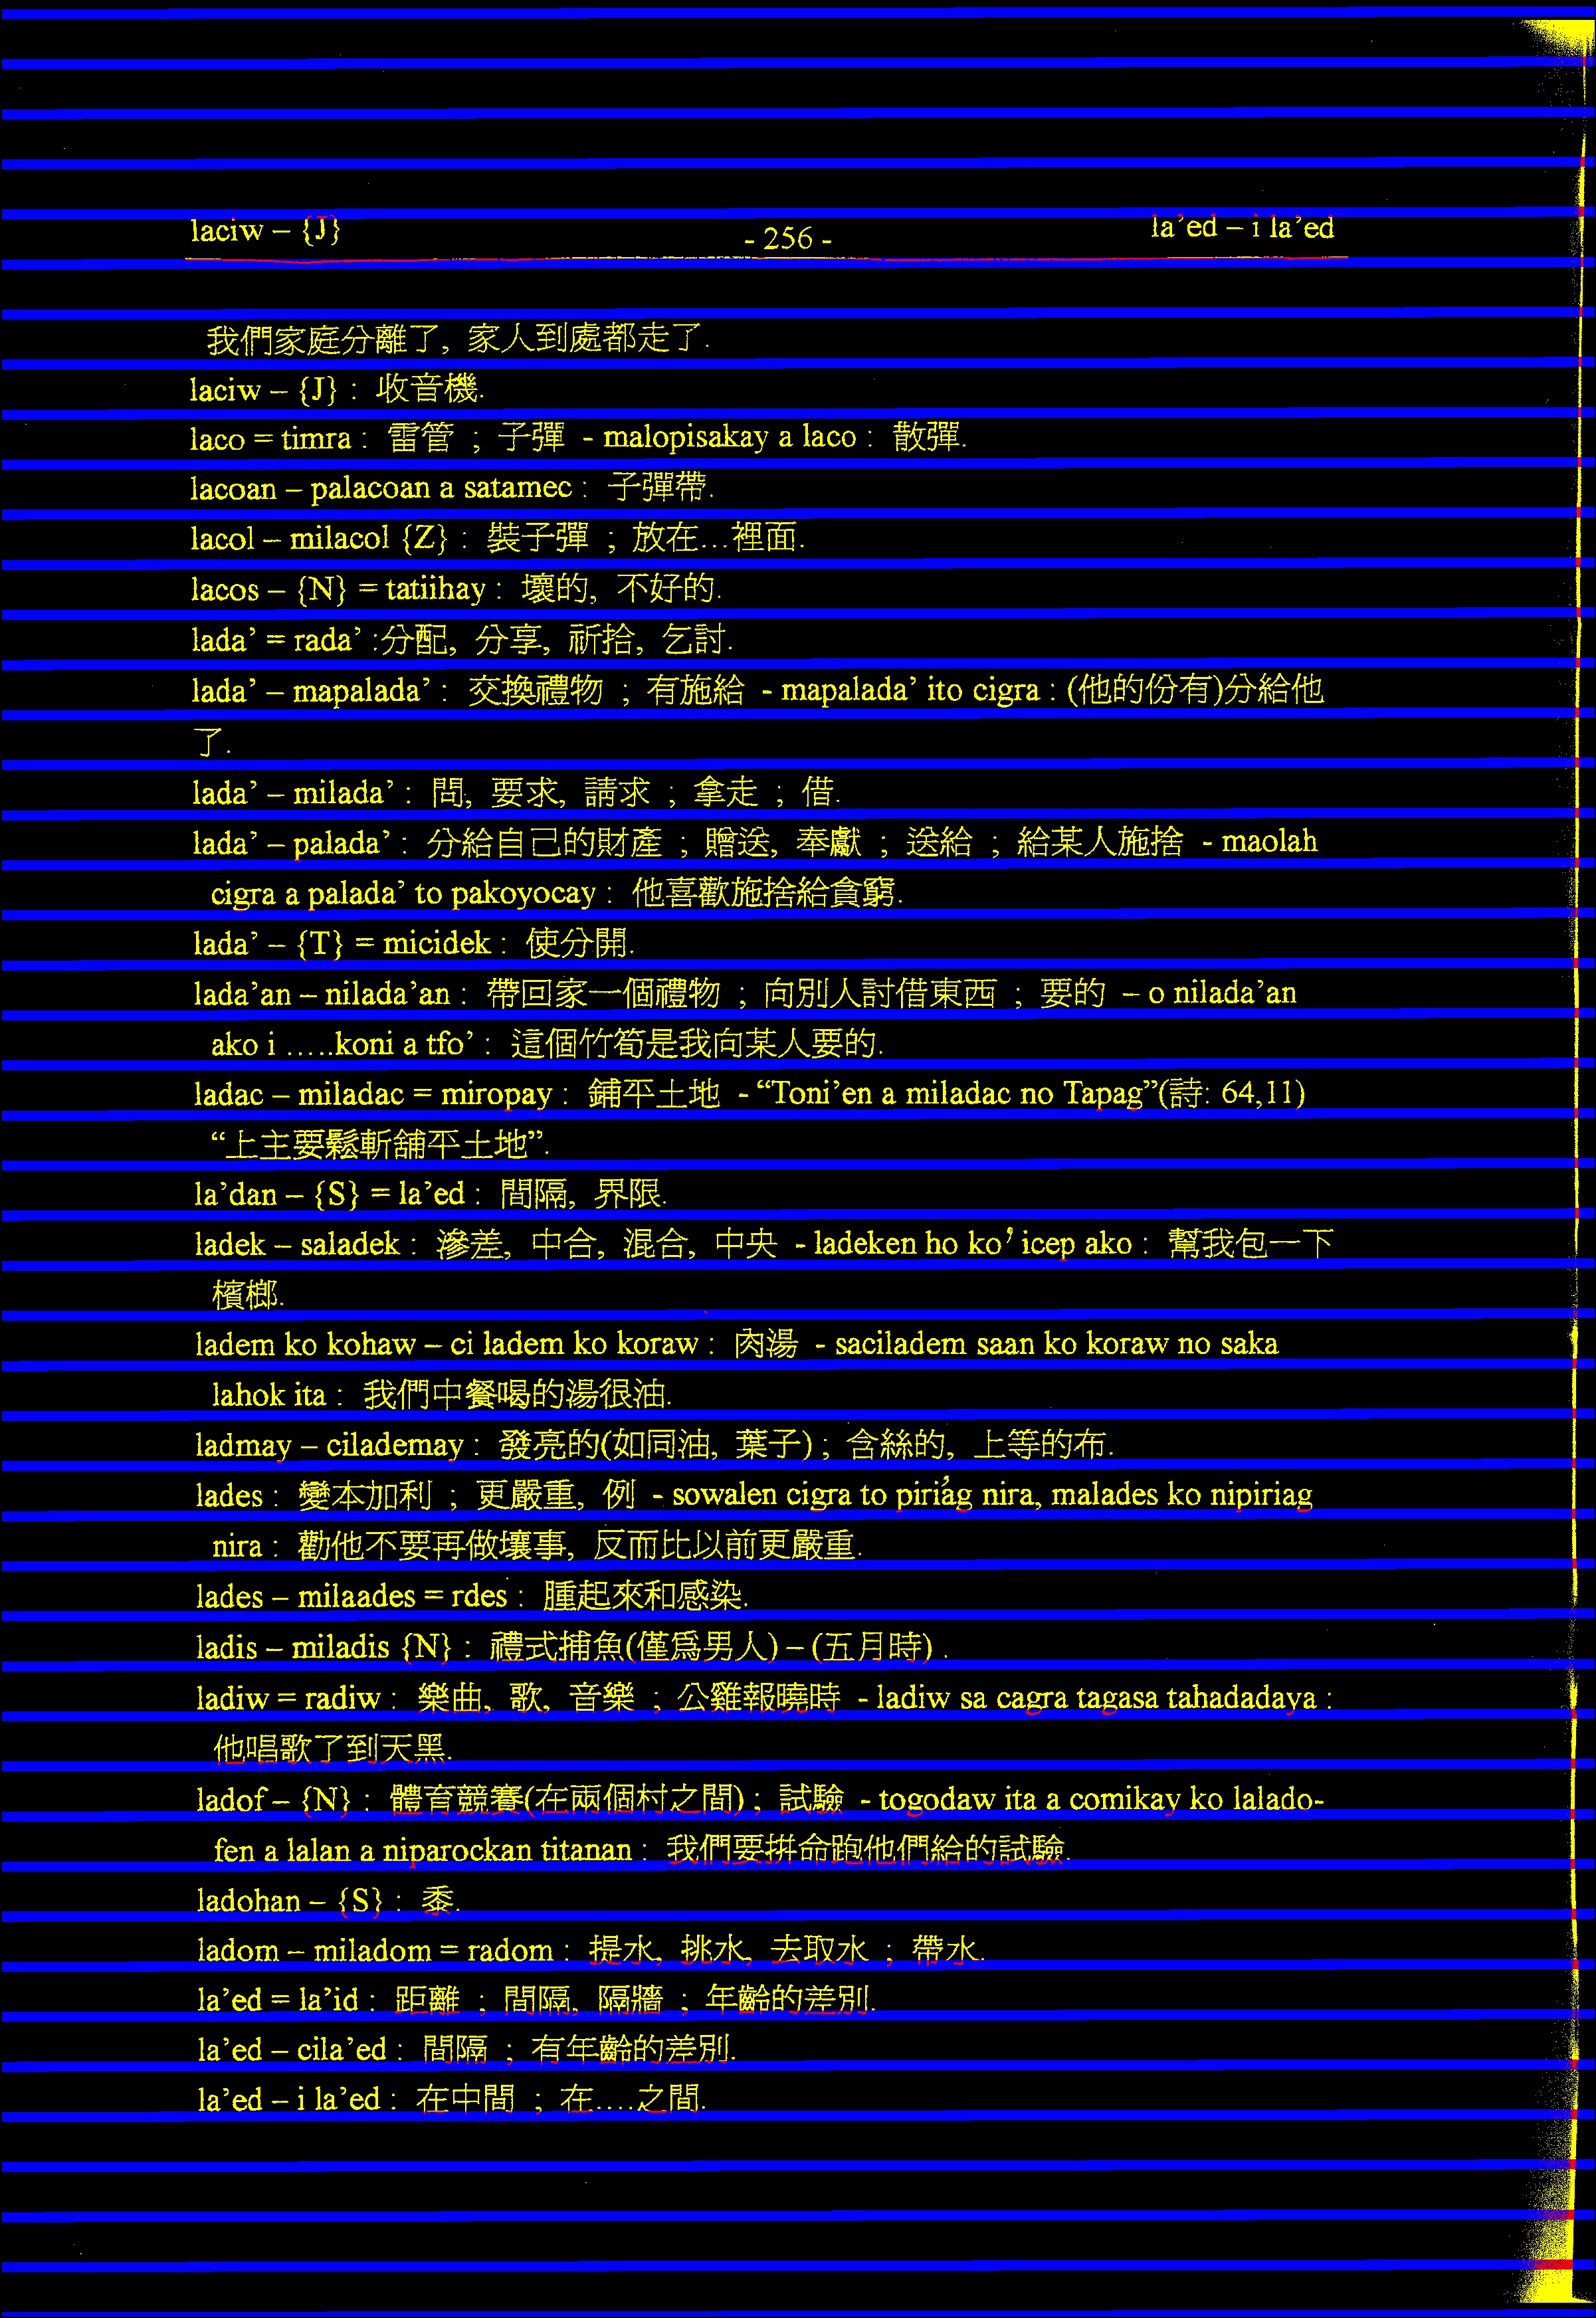 laciw – {J}
- 256 -
la’ed – i la’ed
我們家庭分離了, 家人到處都走了.
laciw – {J} : 收音機.
laco = timra : 雷管 ; 子彈 - malopisakay a laco : 散彈.
lacoan – palacoan a satamec : 子彈帶.
lacol – milacol {Z} : 裝子彈 ; 放在...裡面.
lacos – {N} = tatiihay : 壞的, 不好的.
lada’ = rada’ :分配, 分享, 祈拾, 乞討.
lada’ – mapalada’ : 交換禮物 ; 有施給 - mapalada’ ito cigra : (他的份有)分給他
了.
lada’ – milada’ : 問, 要求, 請求 ; 拿走 ; 借.
lada’ – palada’ : 分給自己的財產 ; 贈送, 奉獻 ; 送給 ; 給某人施捨 - maolah
cigra a palada’ to pakoyocay : 他喜歡施捨給貪窮.
lada’ – {T} = micidek : 使分開.
lada’an – nilada’an : 帶回家一個禮物 ; 向別人討借東西 ; 要的 – o nilada’an
ako i .....koni a tfo’ : 這個竹筍是我向某人要的.
ladac – miladac = miropay : 鋪平土地 - “Toni’en a miladac no Tapag”(詩: 64,11)
“上主要鬆斬舖平土地”.
la’dan – {S} = la’ed : 間隔, 界限.
ladek – saladek : 滲差, 中合, 混合, 中央 - ladeken ho ko’ icep ako : 幫我包一下
檳榔.
ladem ko kohaw – ci ladem ko koraw : 肉湯 - saciladem saan ko koraw no saka
lahok ita : 我們中餐喝的湯很油.
ladmay – cilademay : 發亮的(如同油, 葉子) ; 含絲的, 上等的布.
lades : 變本加利 ; 更嚴重, 例 - sowalen cigra to piri’ag nira, malades ko nipiriag
nira : 勸他不要再做壤事, 反而比以前更嚴重.
lades – milaades = rdes : 腫起來和感染.
ladis – miladis {N} : 禮式捕魚(僅爲男人) – (五月時) .
ladiw = radiw : 樂曲, 歌, 音樂 ; 公雞報曉時 - ladiw sa cagra tagasa tahadadaya :
他唱歌了到天黑.
ladof – {N} : 體育競賽(在兩個村之間) ; 試驗 - togodaw ita a comikay ko lalado-
fen a lalan a niparockan titanan : 我們要拼命跑他們給的試驗.
ladohan – {S} : 黍.
ladom – miladom = radom : 提水, 挑水, 去取水 ; 帶水.
la’ed = la’id : 距離 ; 間隔, 隔牆 ; 年齡的差別.
la’ed – cila’ed : 間隔 ; 有年齡的差別.
la’ed – i la’ed : 在中間 ; 在....之間.